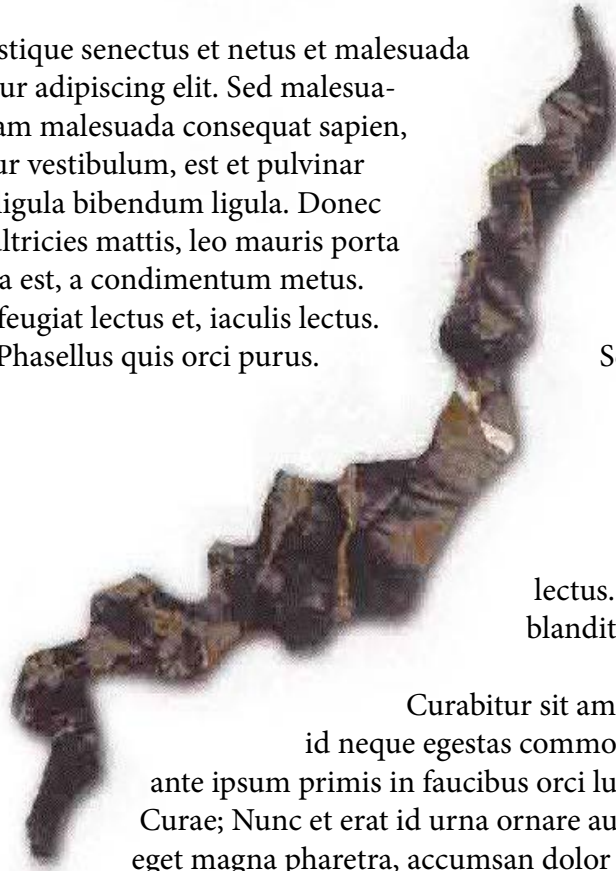 stique senectus et netus et malesuada
ur adipiscing elit. Sed malesua-
am malesuada consequat sapien,
ur vestibulum, est et pulvinar
ligula bibendum ligula. Donec
ultricies mattis, leo mauris porta
a est, a condimentum metus.
feugiat lectus et, iaculis lectus.
Phasellus quis orci purus.
S
lectus.
blandit
Curabitur sit am
id neque egestas commo
ante ipsum primis in faucibus orci lu
Curae; Nunc et erat id urna ornare au
eget magna pharetra, accumsan dolor